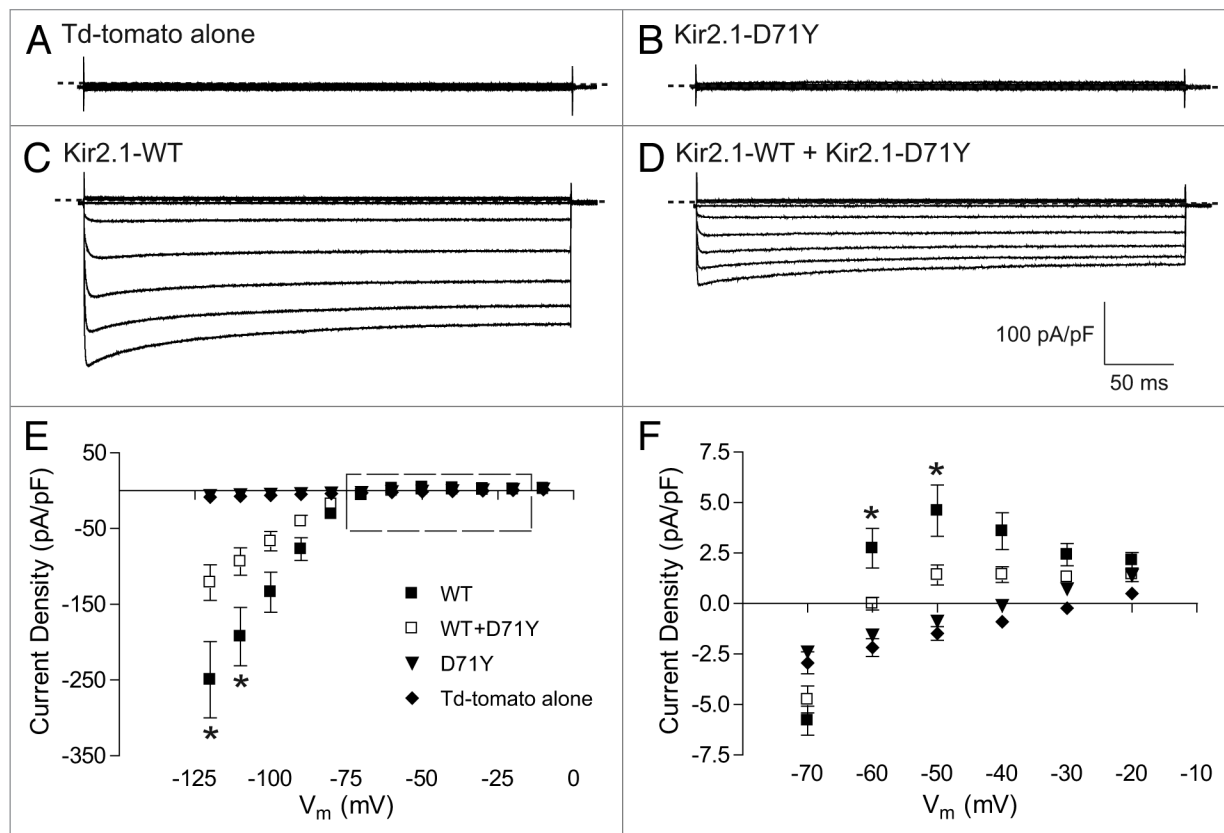 A Td-tomato alone
B Kir2.1-D71Y
C Kir2.1-WT
D Kir2.1-WT + Kir2.1-D71Y
100 pA/pF
50 ms
E
50
-50
-150
-250
-350
Current Density (pA/pF)
WT
WT+D71Y
D71Y
Td-tomato alone
*
*
-125
-100
-75
-50
-25
0
Vm (mV)
F
7.5
5.0
2.5
0.0
-2.5
-5.0
-7.5
Current Density (pA/pF)
*
*
-70
-60
-50
-40
-30
-20
-10
Vm (mV)